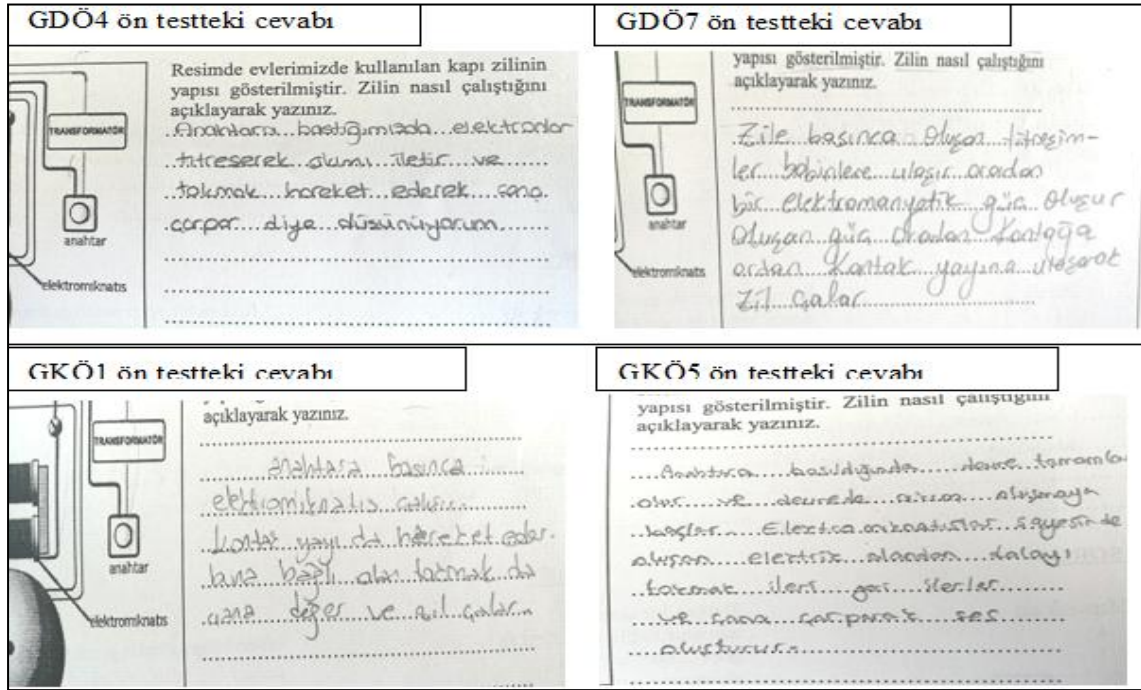 GDÖ4 ön testteki cevabı
TRANSFORMATÖR
anahtar
elektromıknatıs
Resimde evlerimizde kullanılan kapı zilinin
yapısı gösterilmiştir. Zilin nasıl çalıştığını
açıklayarak yazınız.
Anahtara bastığımızda elektronlar
titreşerek akımı iletir ve
tokmak hareket ederek çana
çarpar diye düşünüyorum
GDÖ7 ön testteki cevabı
TRANSFORMATÖR
anahtar
elektromıknatıs
yapısı gösterilmiştir. Zilin nasıl çalıştığını
açıklayarak yazınız.
Zile basınca oluşan titreşim-
ler bobinlere ulaşır oradan
bir elektromanyetik güç oluşur
Oluşan güç oradan kontağa
ordan kontak yayına ulaşarak
Zil Çalar
GKÖ1 ön testteki cevabı
TRANSFORMATÖR
anahtar
elektromıknatıs
açıklayarak yazınız.
anahtara basınca
elektromıknatıs çalışır.
kontak yayı da hareket eder.
buna bağlı olan tokmak da
çana değer ve zil çalar.
GKÖ5 ön testteki cevabı
yapısı gösterilmiştir. Zilin nasıl çalıştığını
açıklayarak yazınız.
Anahtara basıldığında devre
olur ve devrede akım oluşmaya
başlar. sayesinde
oluşan elektrik alandan dolayı
tokmak ileri geri ilerler
ve çana çarparak ses
oluşturur.